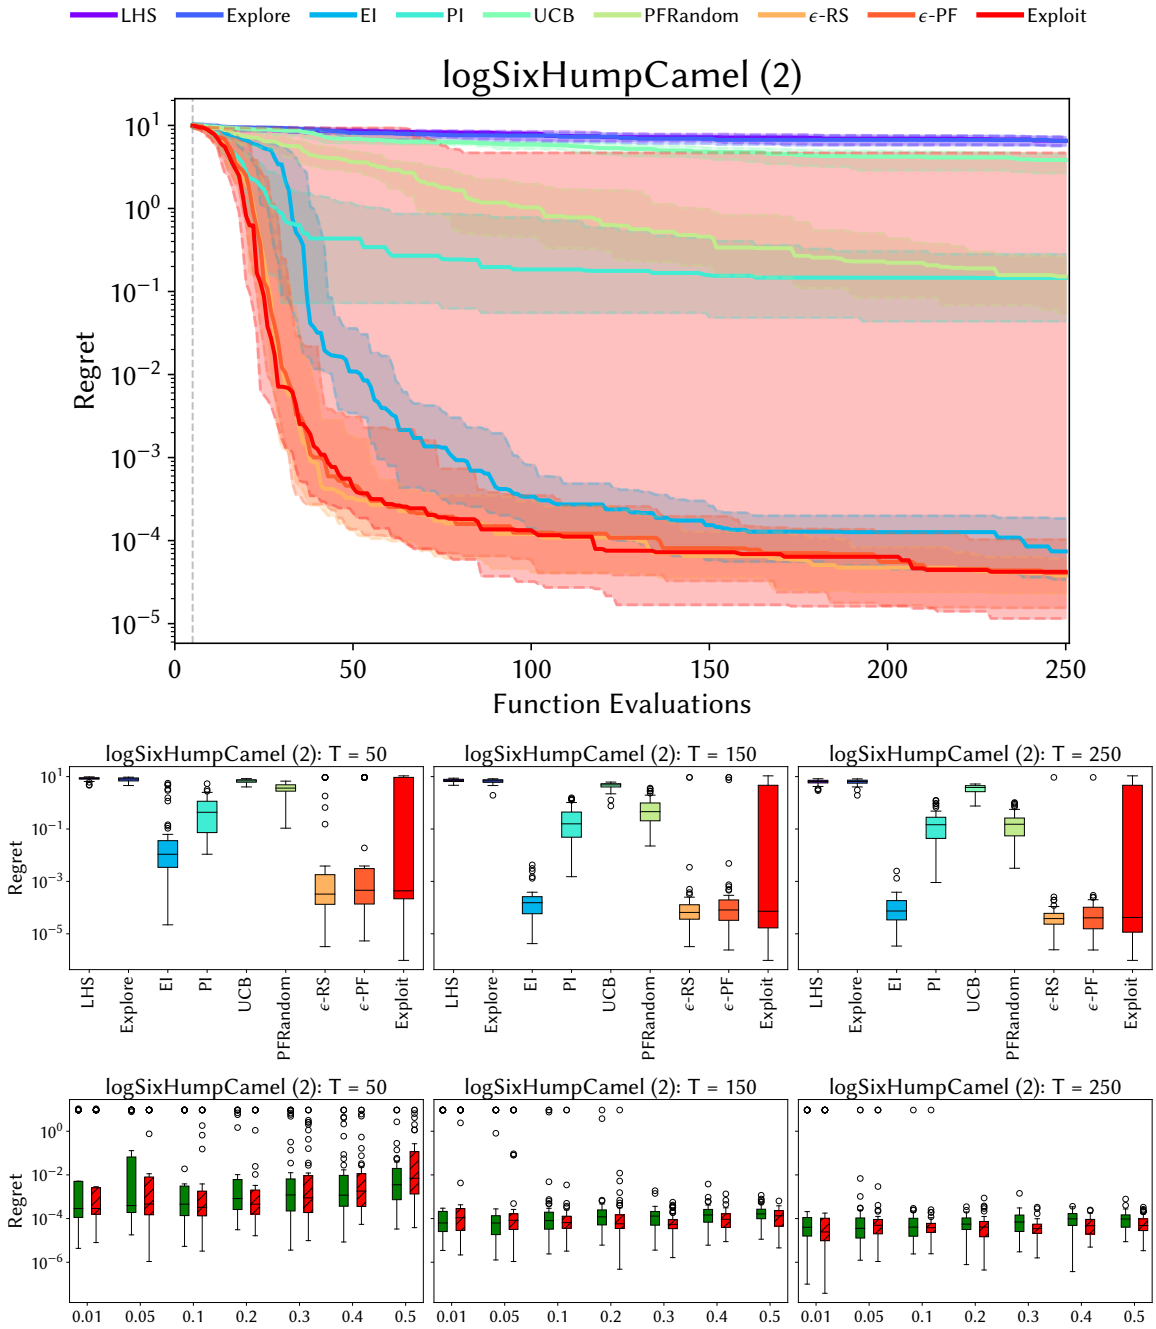 LHS Explore EI PI UCB PFRandom ϵ-RS ϵ-PF Exploit
logSixHumpCamel (2)
10^1
10^0
10^-1
10^-2
10^-3
10^-4
10^-5
Regret
0 50 100 150 200 250
Function Evaluations
logSixHumpCamel (2): T = 50 logSixHumpCamel (2): T = 150 logSixHumpCamel (2): T = 250
10^1
10^-1
10^-3
10^-5
Regret
LHS Explore EI PI UCB PFRandom ϵ-RS ϵ-PF Exploit LHS Explore EI PI UCB PFRandom ϵ-RS ϵ-PF Exploit LHS Explore EI PI UCB PFRandom ϵ-RS ϵ-PF Exploit
logSixHumpCamel (2): T = 50 logSixHumpCamel (2): T = 150 logSixHumpCamel (2): T = 250
10^0
10^-2
10^-4
10^-6
Regret
0.01 0.05 0.1 0.2 0.3 0.4 0.5 0.01 0.05 0.1 0.2 0.3 0.4 0.5 0.01 0.05 0.1 0.2 0.3 0.4 0.5